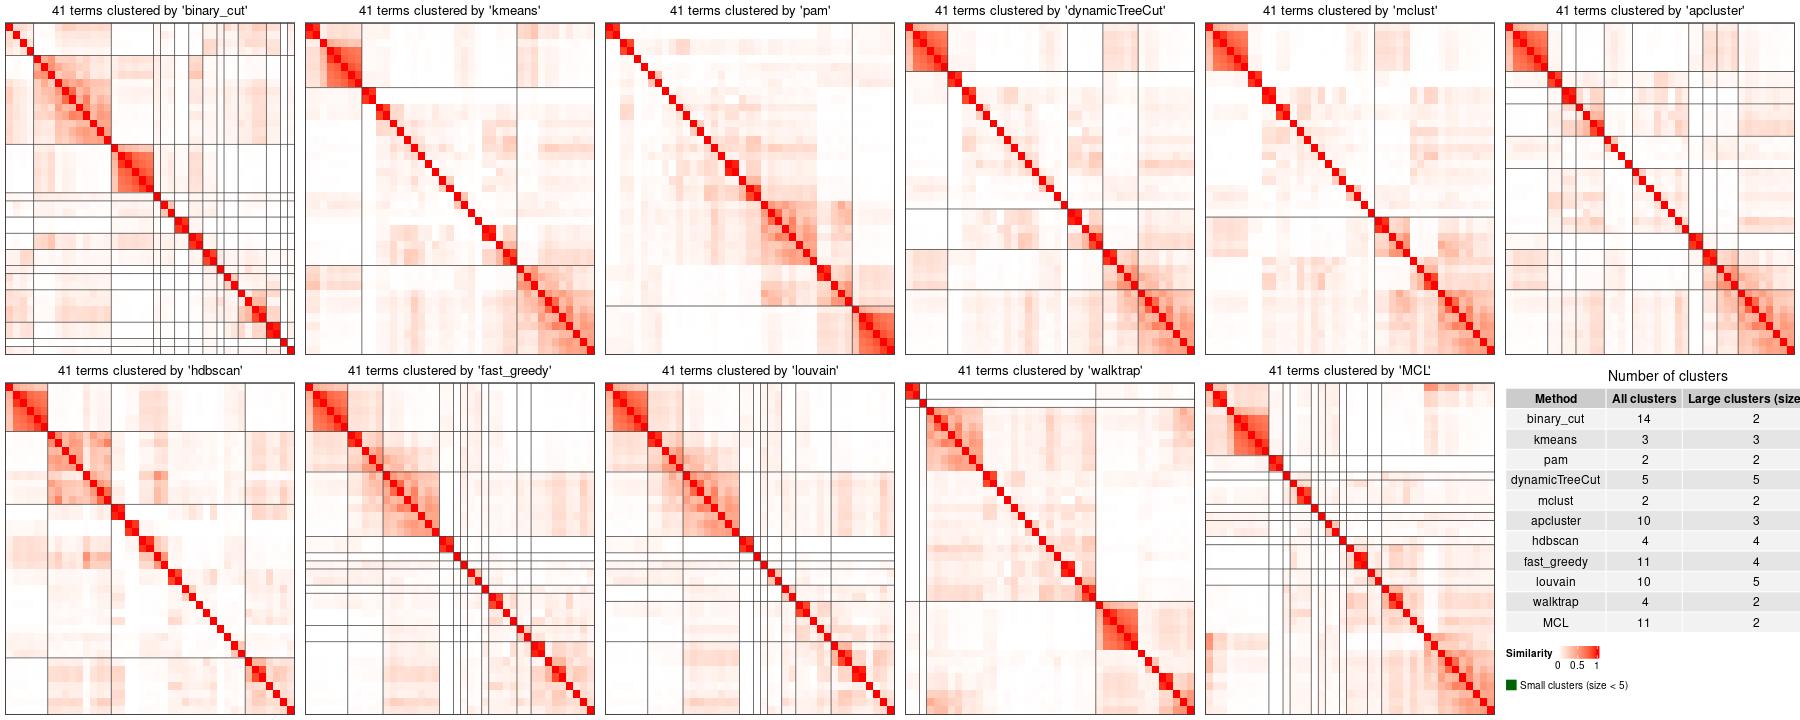 41 terms clustered by 'binary_cut'
41 terms clustered by 'kmeans'
41 terms clustered by 'pam'
41 terms clustered by 'dynamicTreeCut'
41 terms clustered by 'mclust'
41 terms clustered by 'apcluster'
41 terms clustered by 'hdbscan'
41 terms clustered by 'fast_greedy'
41 terms clustered by 'louvain'
41 terms clustered by 'walktrap'
41 terms clustered by 'MCL'
Number of clusters
Method All clusters Large clusters (size
binary_cut 14 2
kmeans 3 3
pam 2 2
dynamicTreeCut 5 5
mclust 2 2
apcluster 10 3
hdbscan 4 4
fast_greedy 11 4
louvain 10 5
walktrap 4 2
MCL 11 2
Similarity
0 0.5 1
Small clusters (size < 5)